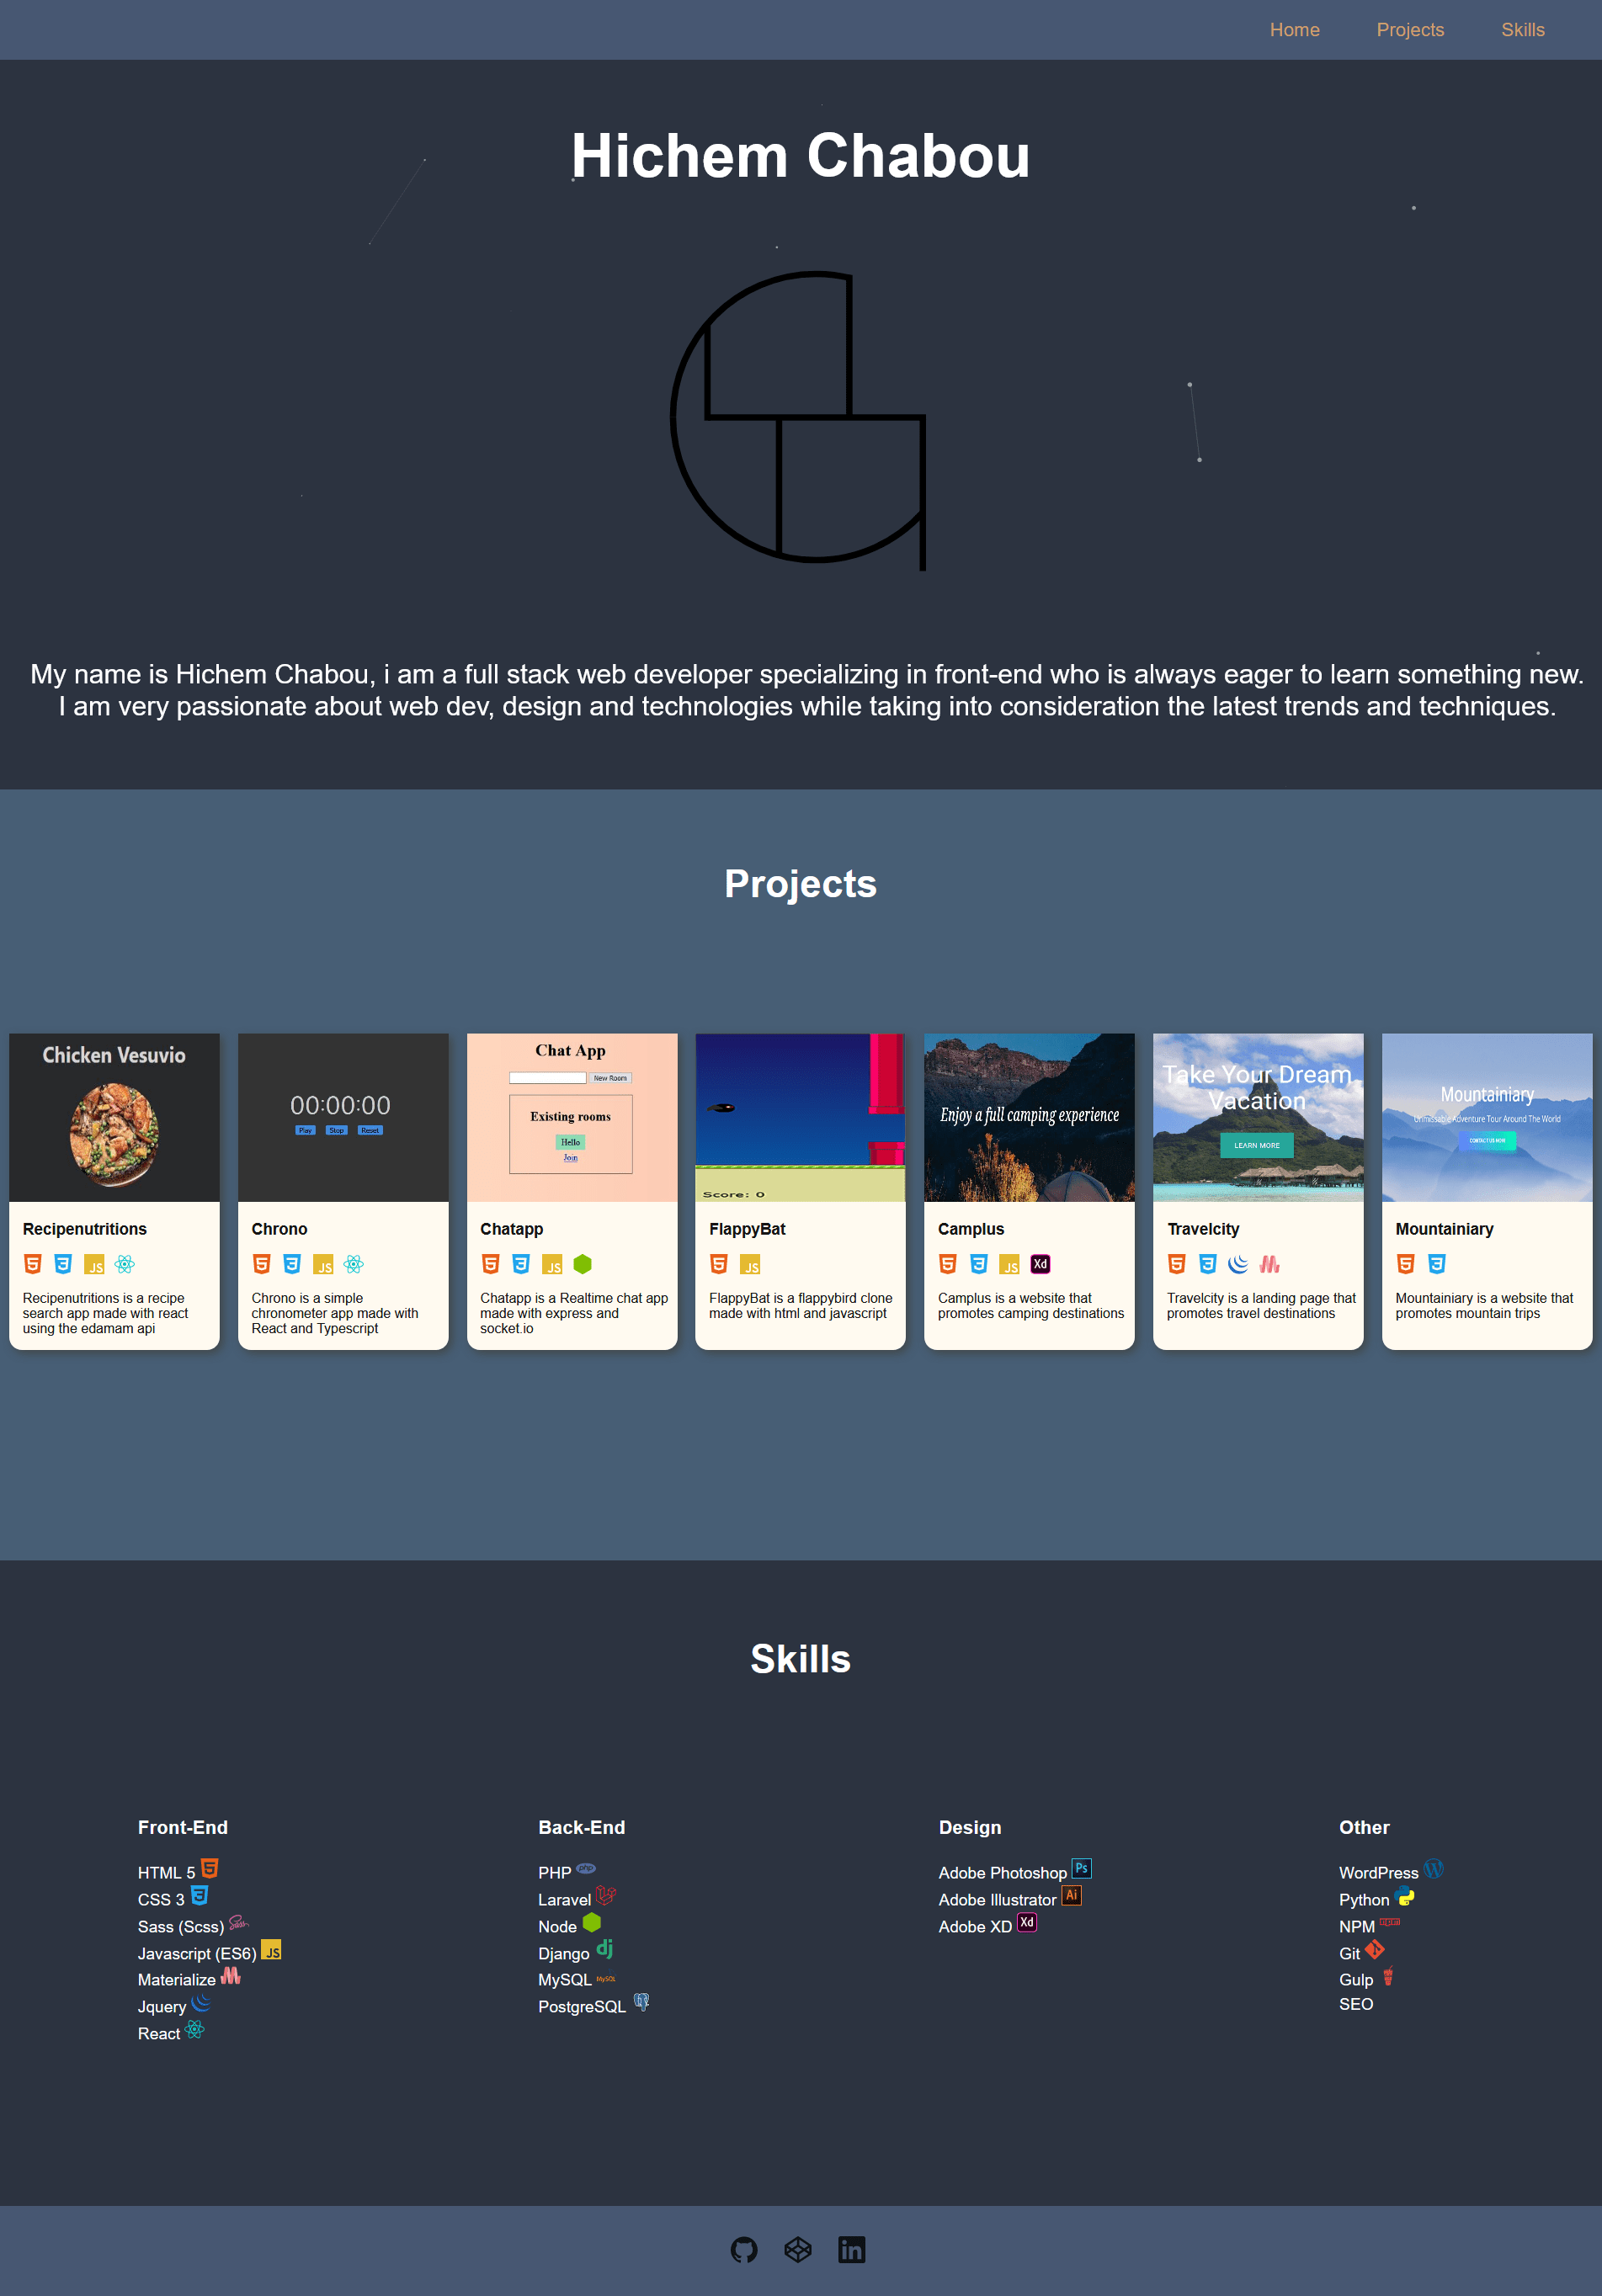 Home Projects Skills
Hichem Chabou
My name is Hichem Chabou, i am a full stack web developer specializing in front-end who is always eager to learn something new.
I am very passionate about web dev, design and technologies while taking into consideration the latest trends and techniques.
Projects
Chicken Vesuvio
Recipenutritions
Recipenutritions is a recipe
search app made with react
using the edamam api
00:00:00
Play Stop Reset
Chrono
Chrono is a simple
chronometer app made with
React and Typescript
Chat App
New Room
Existing rooms
Hello
Join
Chatapp
Chatapp is a Realtime chat app
made with express and
socket.io
Score: 0
FlappyBat
FlappyBat is a flappybird clone
made with html and javascript
Enjoy a full camping experience
Camplus
Xd
Camplus is a website that
promotes camping destinations
Take Your Dream
Vacation
LEARN MORE
Travelcity
Travelcity is a landing page that
promotes travel destinations
Mountainiary
Unmissable Adventure Tour Around The World
CONTACT US NOW
Mountainiary
Mountainiary is a website that
promotes mountain trips
Skills
Front-End
HTML 5
CSS 3
Sass (Scss)
Javascript (ES6) JS
Materialize
Jquery
React
Back-End
PHP php
Laravel
Node
Django dj
MySQL MySQL
PostgreSQL
Design
Adobe Photoshop Ps
Adobe Illustrator Ai
Adobe XD Xd
Other
WordPress
Python
NPM npm
Git
Gulp
SEO